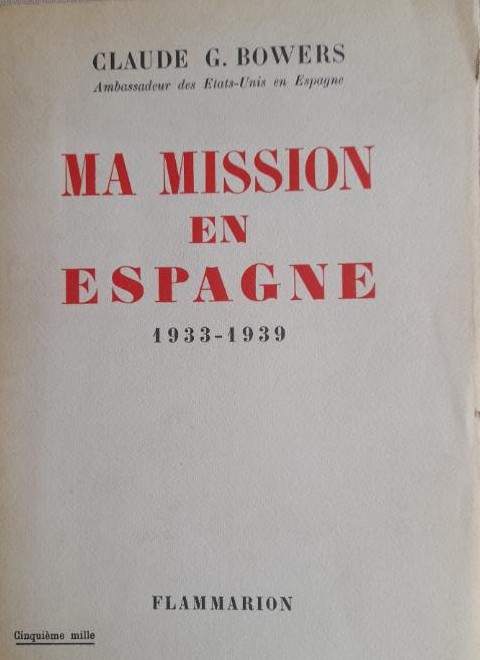 CLAUDE G. BOWERS
Ambassadeur des Etats-Unis en Espagne
MA MISSION
EN
ESPAGNE
1933-1939
FLAMMARION
Cinquième mille